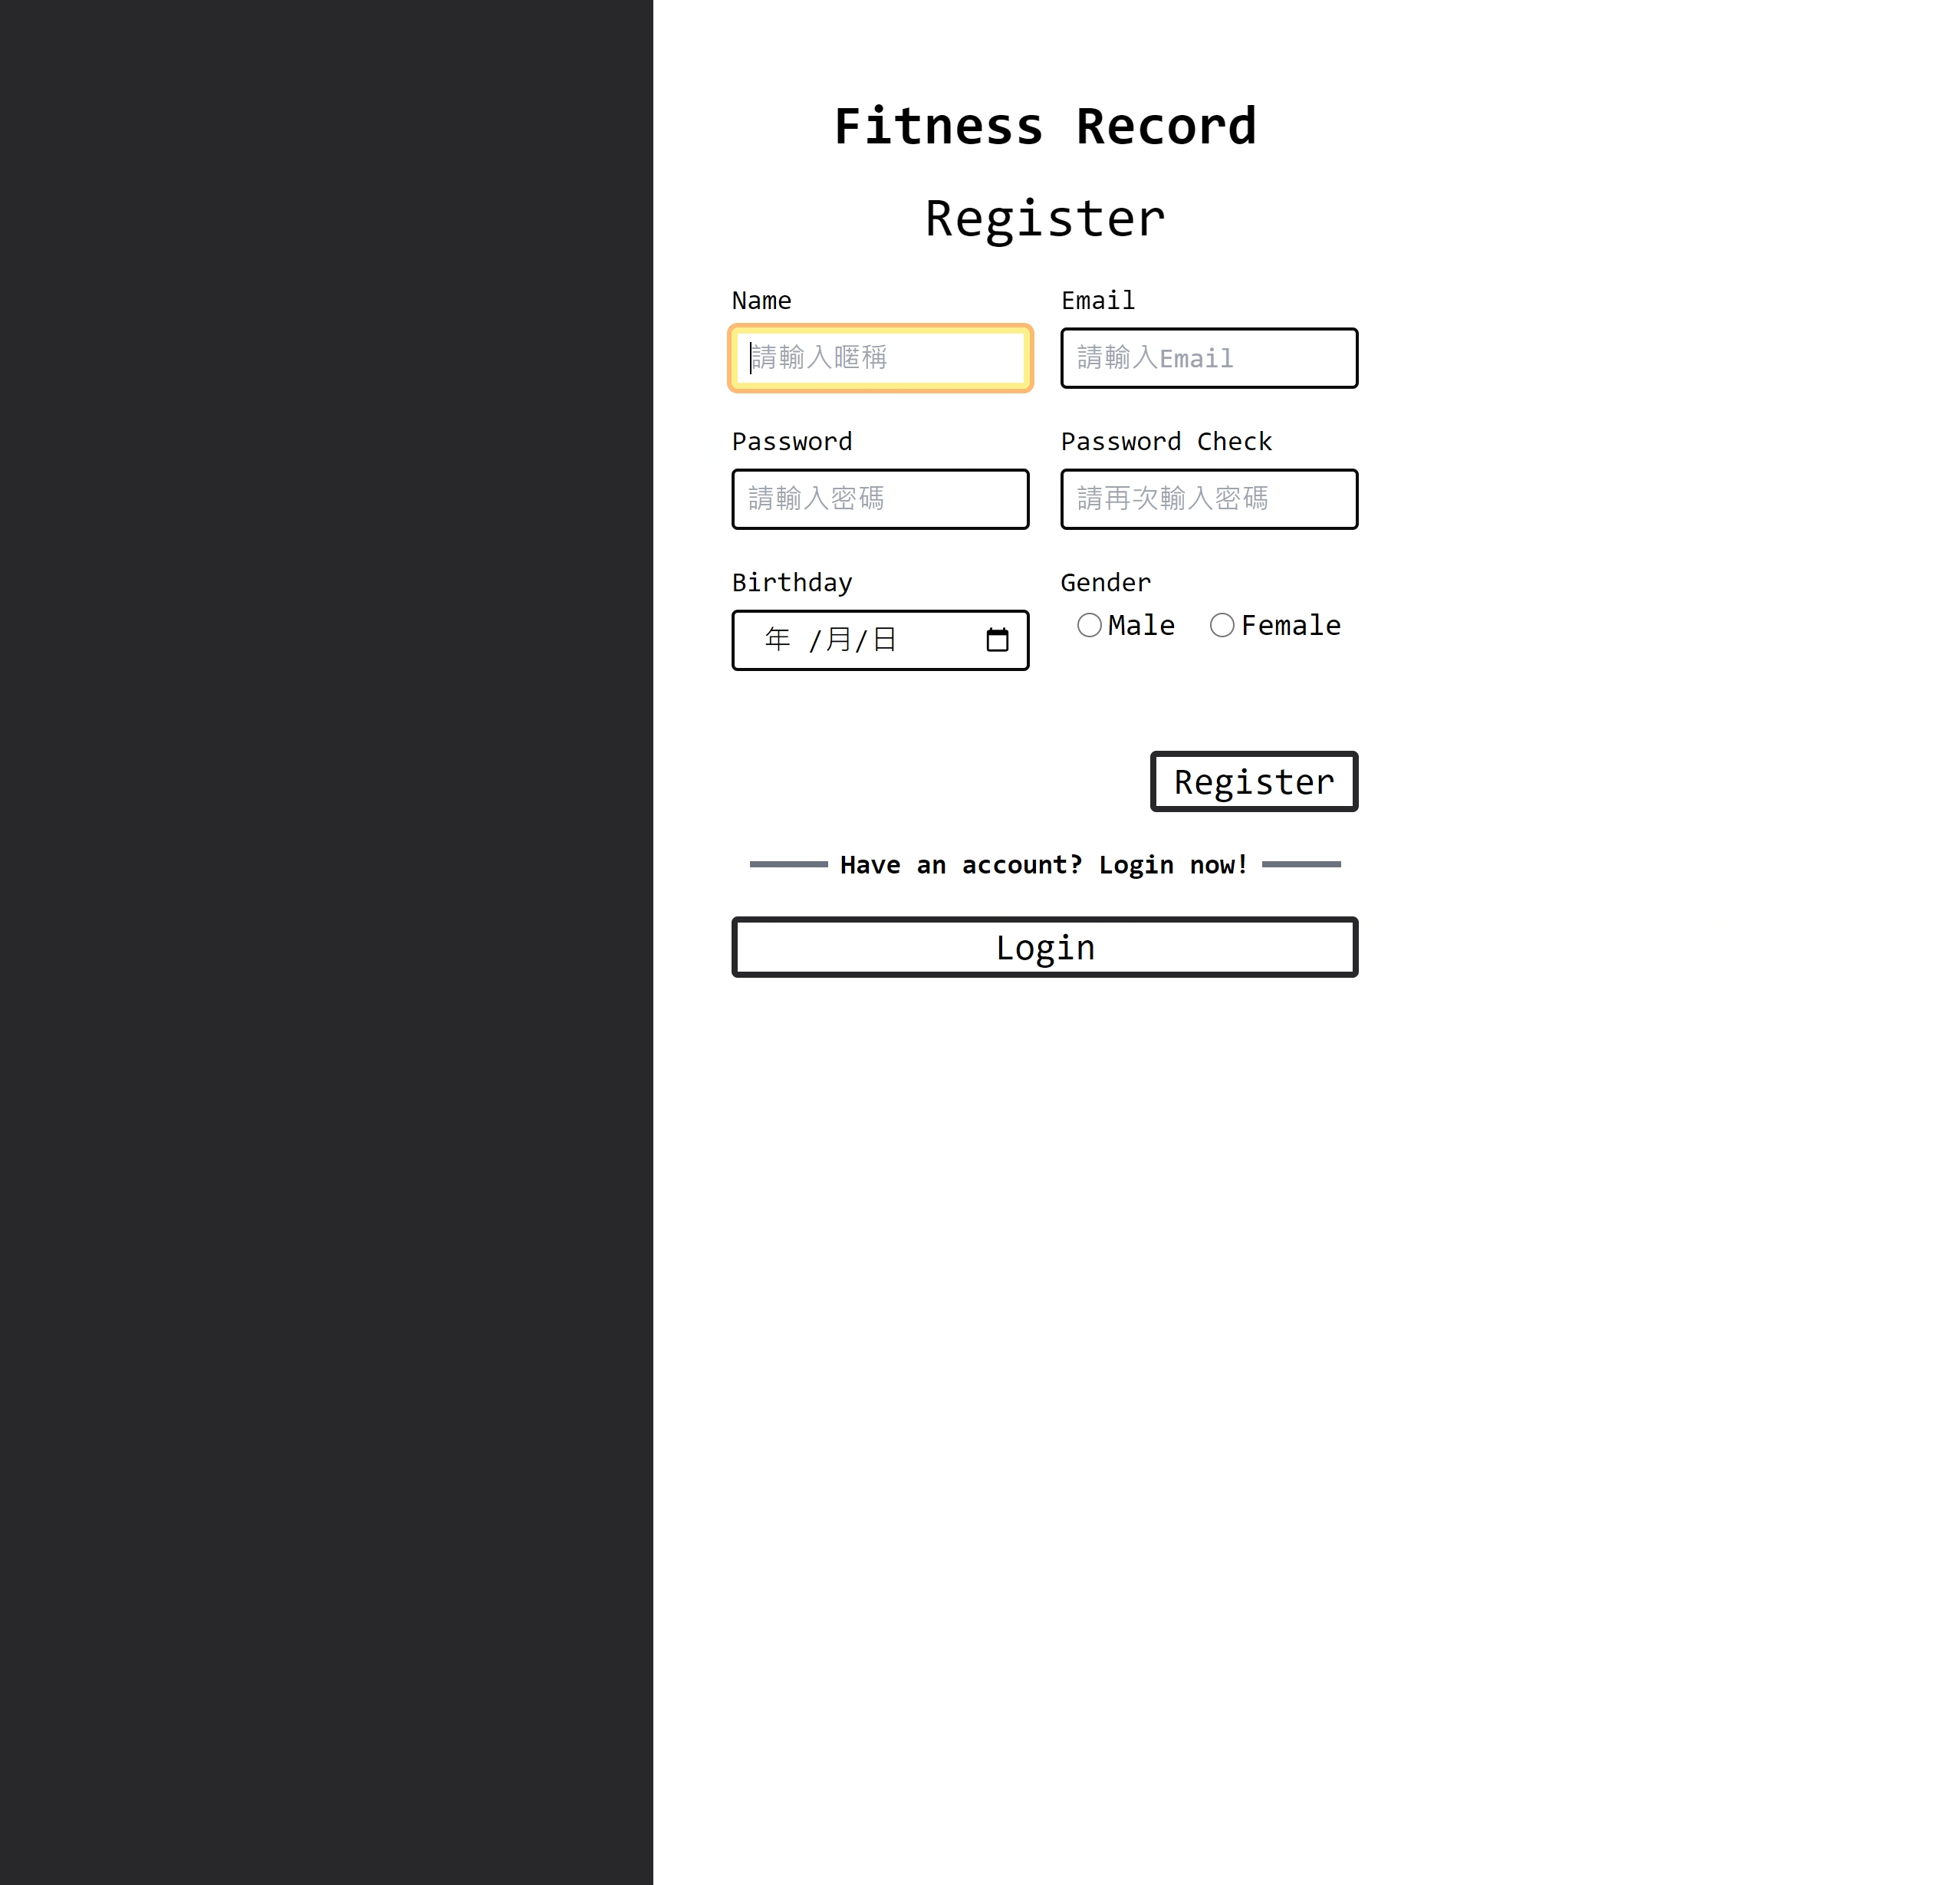 Fitness Record
Register
Name
Email
請輸入暱稱
請輸入Email
Password
Password Check
請輸入密碼
請再次輸入密碼
Birthday
Gender
年 /月/日
Male
Female
Register
Have an account? Login now!
Login